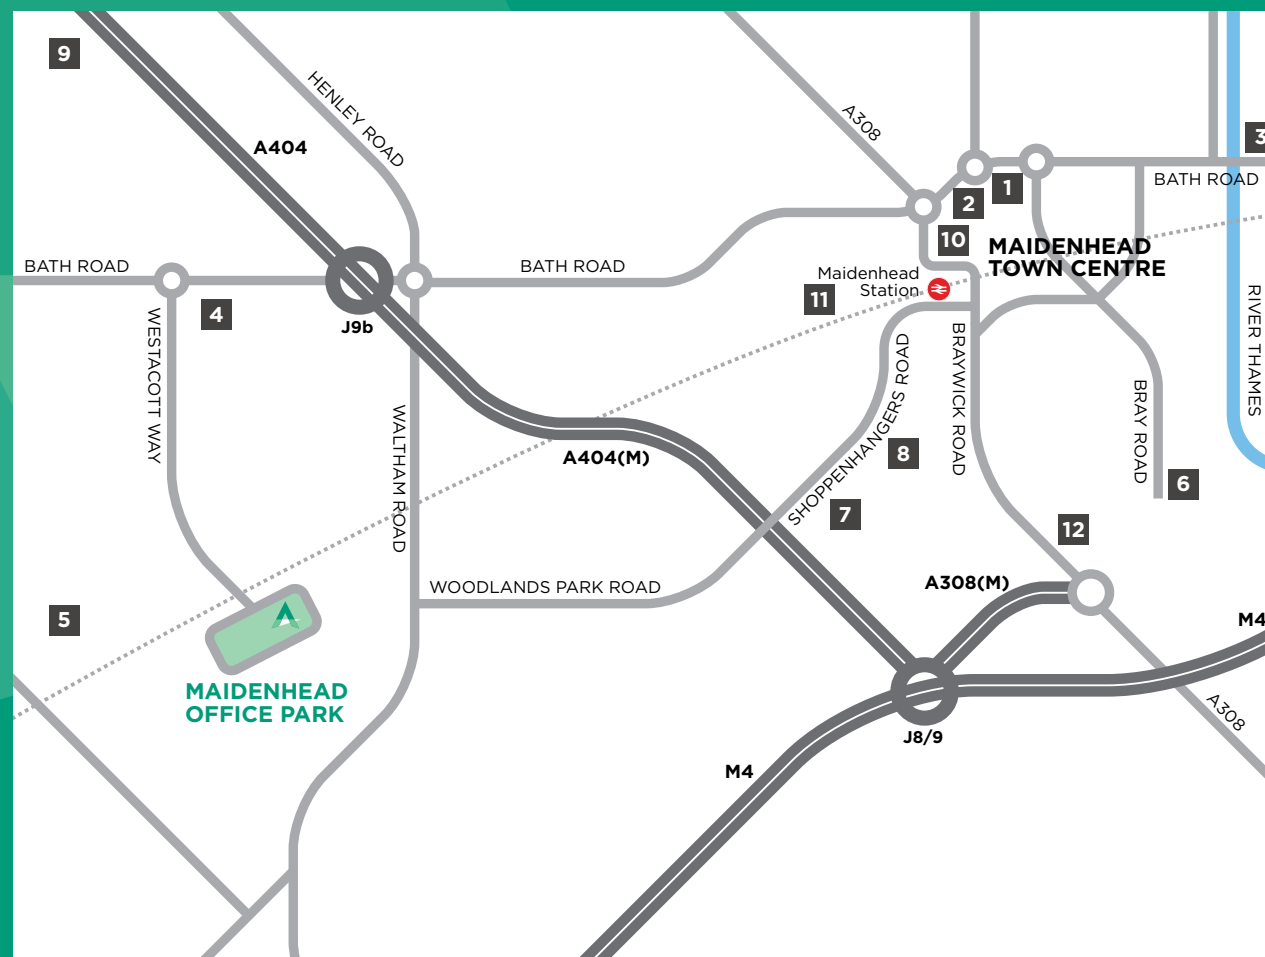 9
HENLEY ROAD
A404
A308
3
1
BATH ROAD
2
10
MAIDENHEAD
TOWN CENTRE
BATH ROAD
BATH ROAD
Maidenhead
Station
11
4
J9b
RIVER THAMES
WESTACOTT WAY
SHOPPENHANGERS ROAD
BRAYWICK ROAD
BRAY ROAD
WALTHAM ROAD
A404(M)
8
6
7
12
WOODLANDS PARK ROAD
A308(M)
5
M4
MAIDENHEAD
OFFICE PARK
A308
J8/9
M4